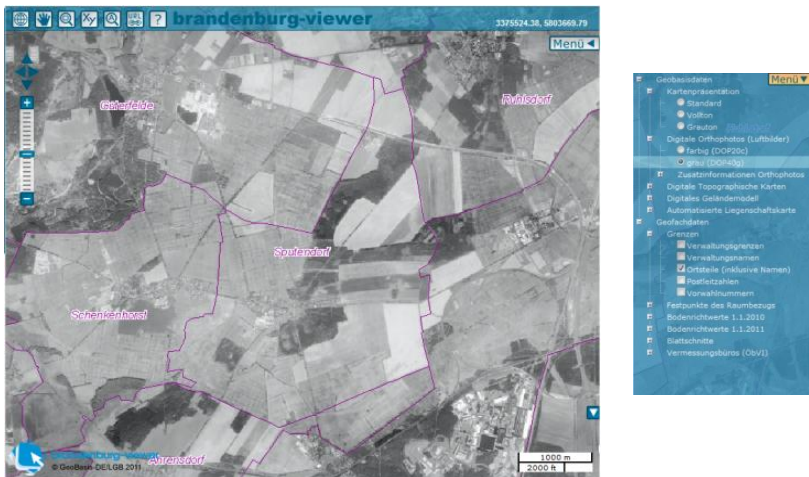 brandenburg-viewer
3375524.38, 5803669.79
Menü
Güterfelde
Ruhlsdorf
Sputendorf
Schenkenhorst
Ahrensdorf
Brandenburg-viewer
© GeoBasis-DE/LGB 2011
1000 m
2000 ft
Menü
Geobasisdaten
Kartenpräsentation
Standard
Vollton
Grauton
Digitale Orthophotos (Luftbilder)
farbig (DOP20c)
grau (DOP40g)
Zusatzinformationen Orthophotos
Digitale Topographische Karten
Digitales Geländemodell
Automatisierte Liegenschaftskarte
Geofachdaten
Grenzen
Verwaltungsgrenzen
Verwaltungsnamen
Ortsteile (inklusive Namen)
Postleitzahlen
Vorwahlnummern
Festpunkte des Raumbezugs
Bodenrichtwerte 1.1.2010
Bodenrichtwerte 1.1.2011
Blattschnitte
Vermessungsbüros (ÖbVI)